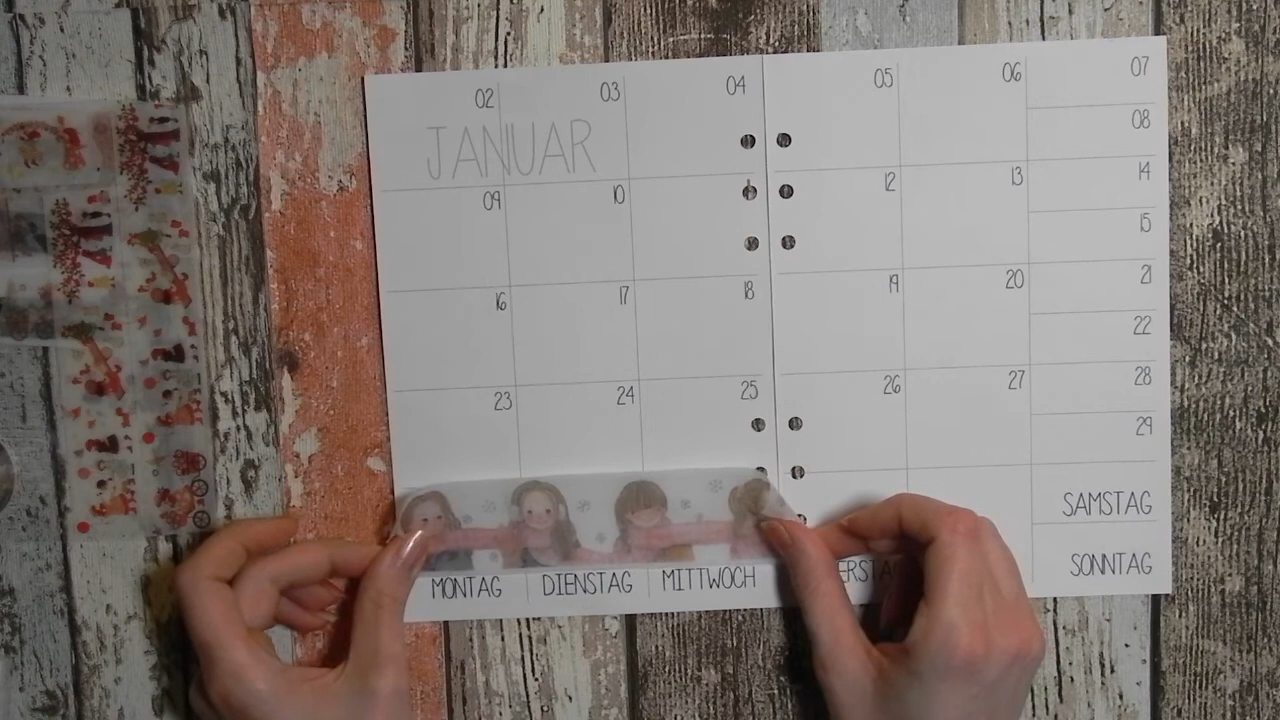 02 03 04 05 06 07
JANUAR
08
09 10 12 13 14
15
16 17 18 19 20 21
22
23 24 25 26 27 28
29
SAMSTAG
MONTAG DIENSTAG MITTWOCH SONNTAG